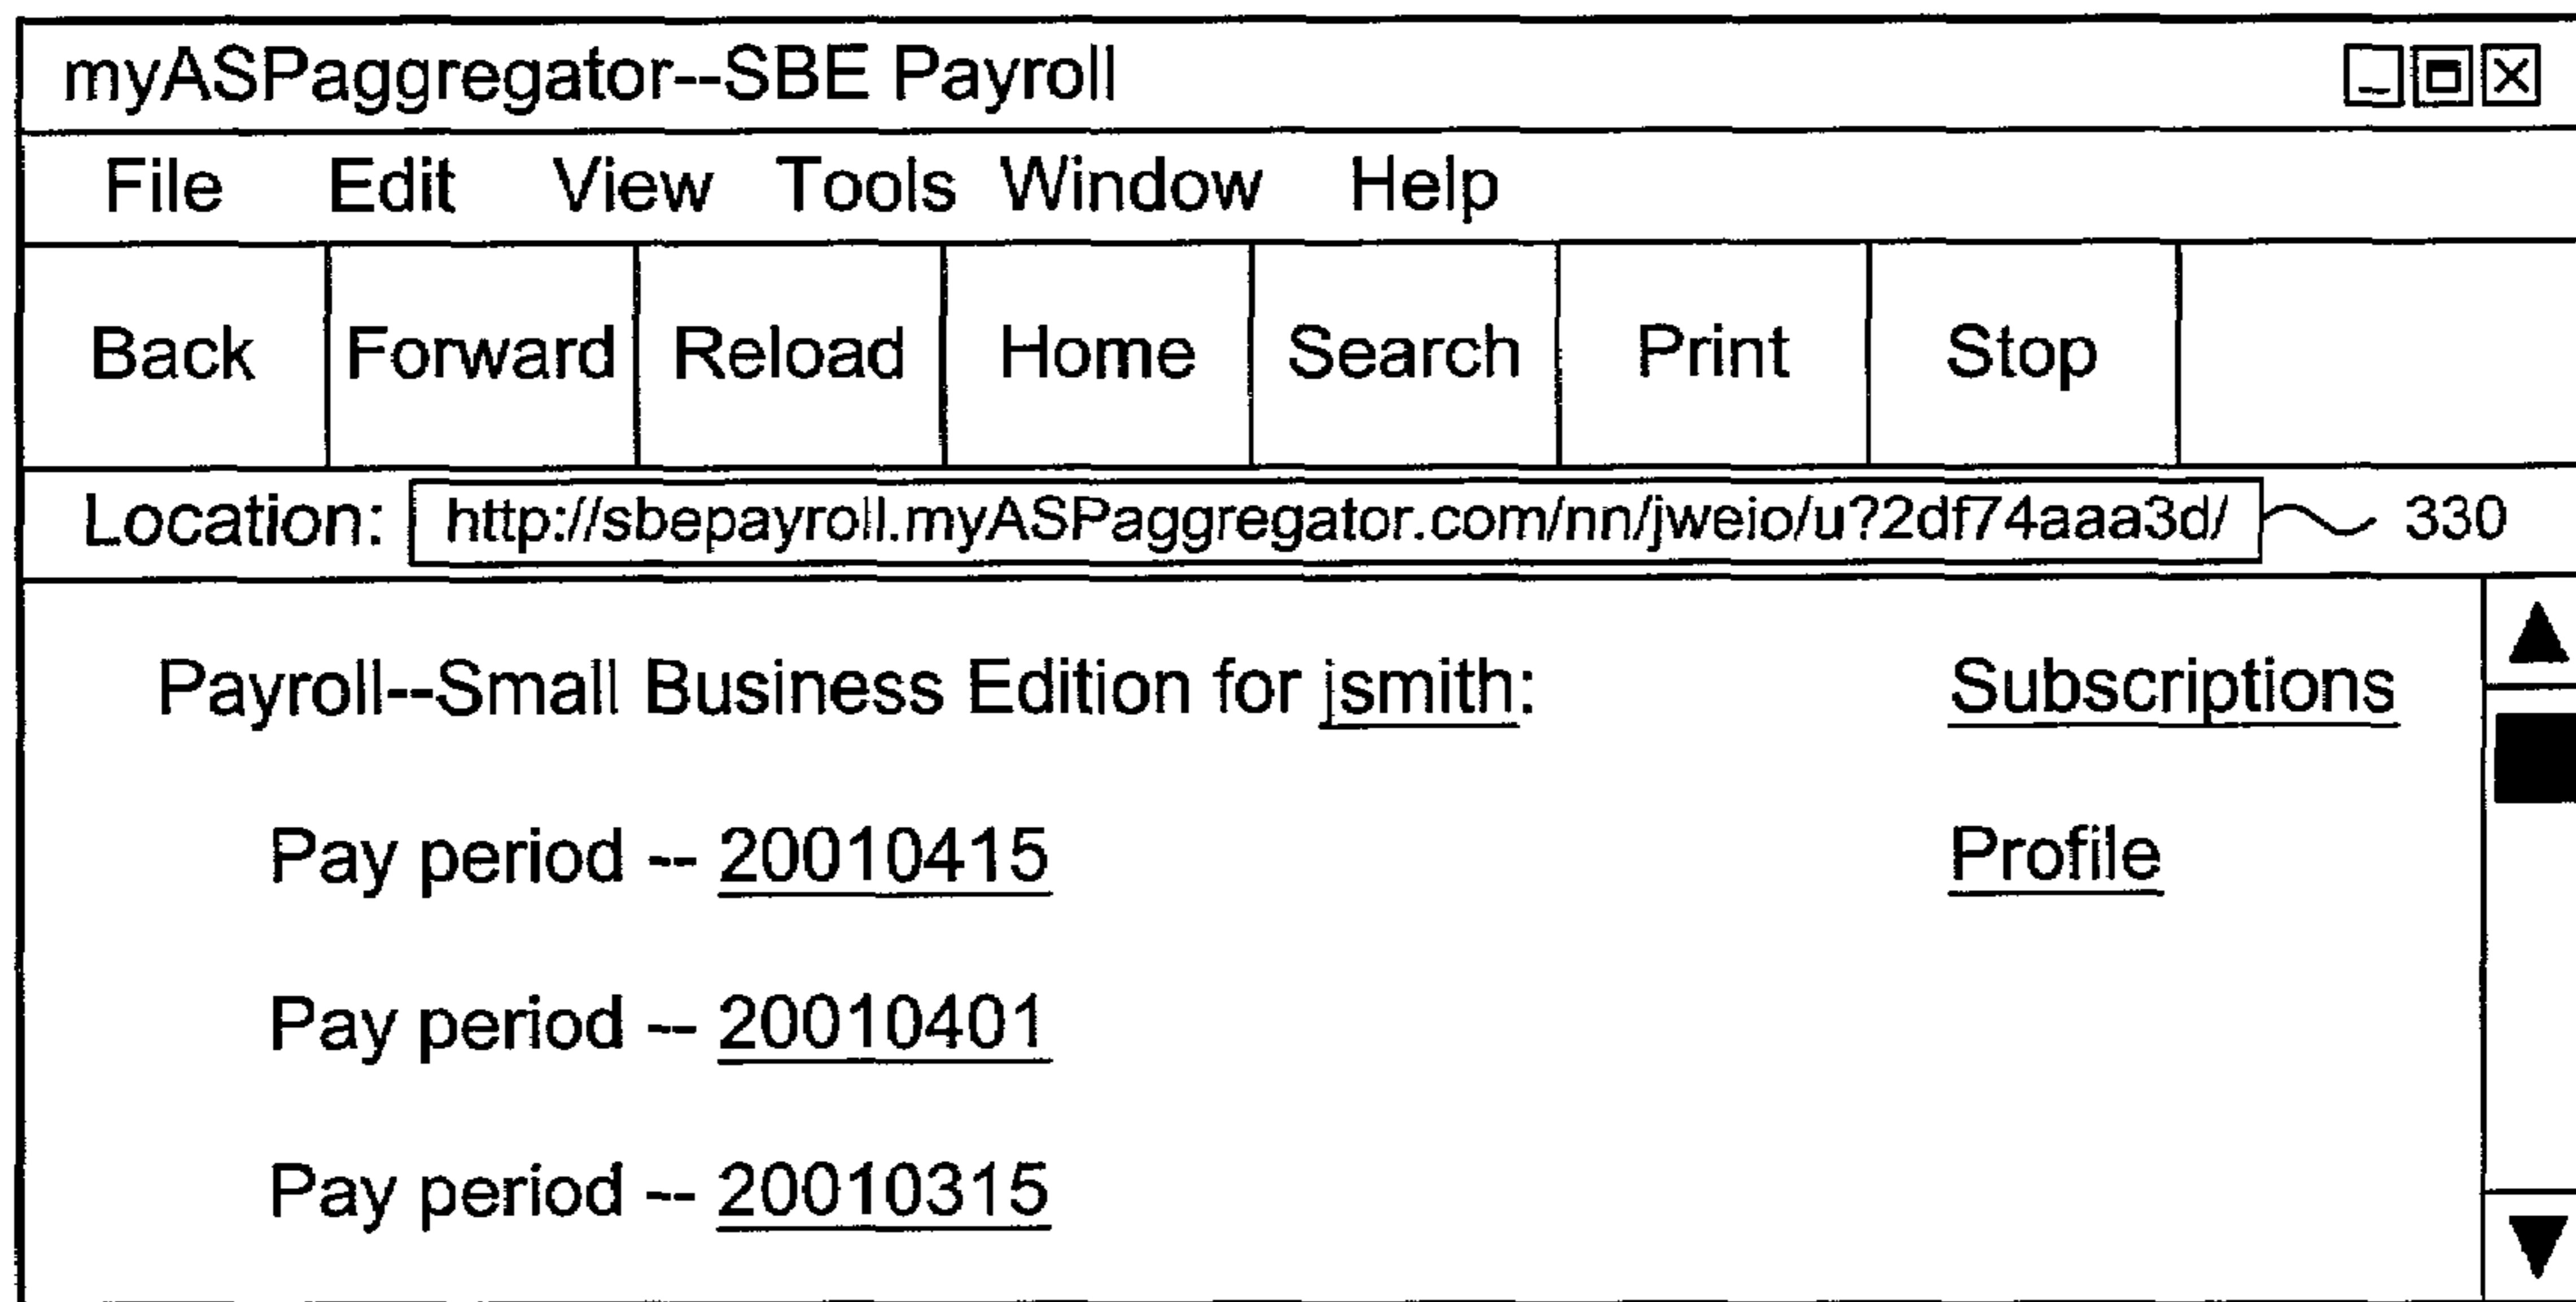 myASPaggregator--SBE Payroll
File Edit View Tools Window Help
Back Forward Reload Home Search Print Stop
Location: http://sbepayroll.myASPaggregator.com/nn/jweio/u?2df74aaa3d/ 330
Payroll--Small Business Edition for jsmith: Subscriptions
Pay period -- 20010415 Profile
Pay period -- 20010401
Pay period -- 20010315